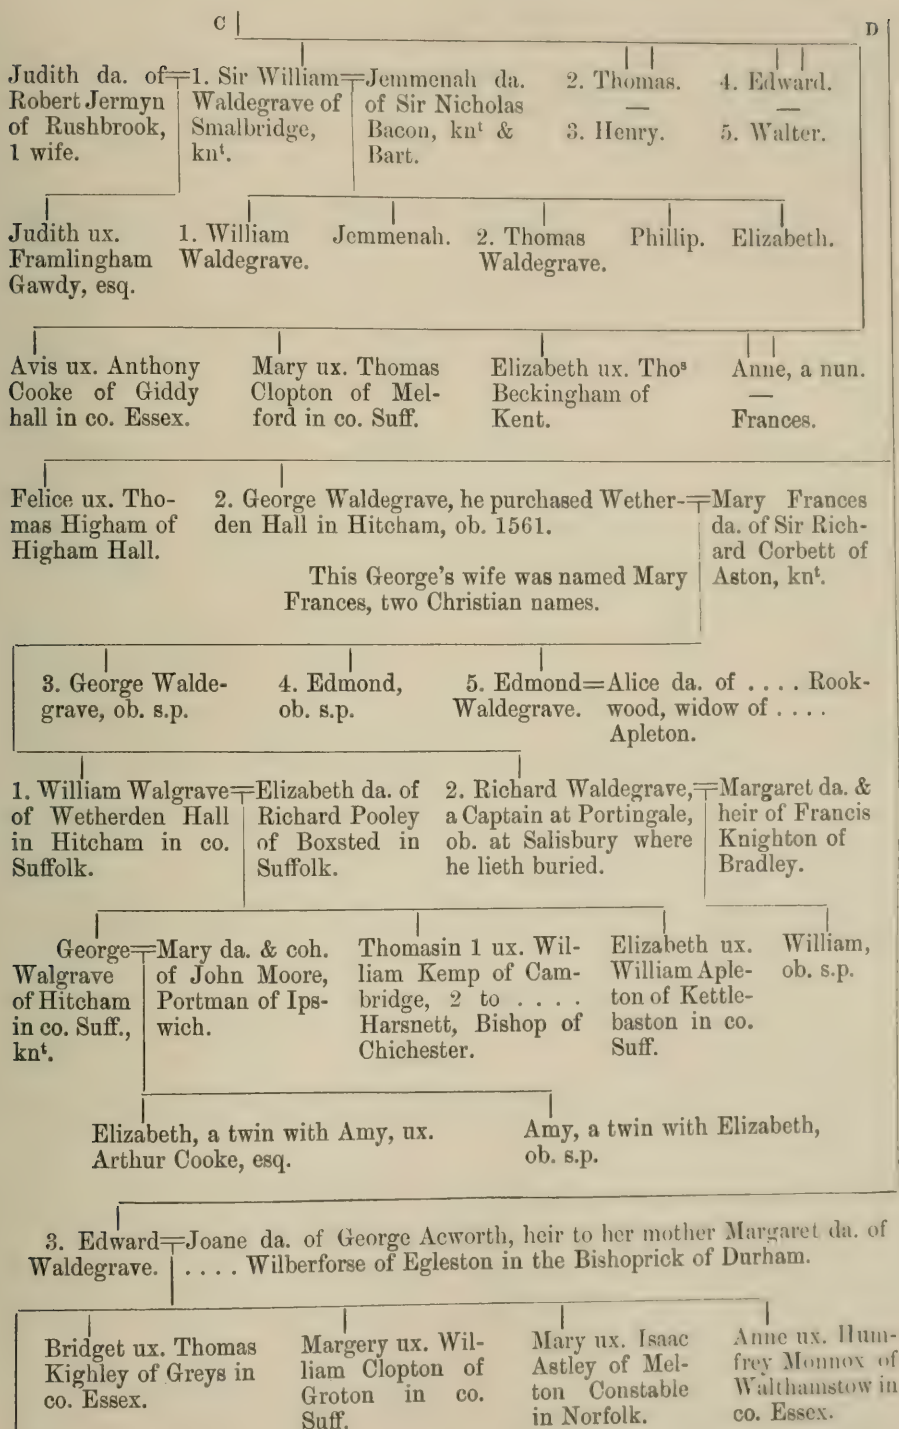 C D
Judith da. of
Robert Jermyn
of Rushbrook,
1 wife.
1. Sir William
Waldegrave of
Smalbridge,
knᵗ.
Jemmenah da.
of Sir Nicholas
Bacon, knᵗ &
Bart.
2. Thomas.
—
3. Henry.
4. Edward.
—
5. Walter.
Judith ux.
Framlingham
Gawdy, esq.
1. William
Waldegrave.
Jemmenah.
2. Thomas
Waldegrave.
Phillip.
Elizabeth.
Avis ux. Anthony
Cooke of Giddy
hall in co. Essex.
Mary ux. Thomas
Clopton of Mel-
ford in co. Suff.
Elizabeth ux. Thoˢ
Beckingham of
Kent.
Anne, a nun.
—
Frances.
Felice ux. Tho-
mas Higham of
Higham Hall.
2. George Waldegrave, he purchased Wether-
den Hall in Hitcham, ob. 1561.
This George's wife was named Mary
Frances, two Christian names.
Mary Frances
da. of Sir Rich-
ard Corbett of
Aston, knᵗ.
3. George Walde-
grave, ob. s.p.
4. Edmond,
ob. s.p.
5. Edmond
Waldegrave.
Alice da. of . . . . Rook-
wood, widow of . . . .
Apleton.
1. William Walgrave
of Wetherden Hall
in Hitcham in co.
Suffolk.
Elizabeth da. of
Richard Pooley
of Boxsted in
Suffolk.
2. Richard Waldegrave,
a Captain at Portingale,
ob. at Salisbury where
he lieth buried.
Margaret da. &
heir of Francis
Knighton of
Bradley.
George
Walgrave
of Hitcham
in co. Suff.,
knᵗ.
Mary da. & coh.
of John Moore,
Portman of Ips-
wich.
Thomasin 1 ux. Wil-
liam Kemp of Cam-
bridge, 2 to . . . .
Harsnett, Bishop of
Chichester.
Elizabeth ux.
William Aple-
ton of Kettle-
baston in co.
Suff.
William,
ob. s.p.
Elizabeth, a twin with Amy, ux.
Arthur Cooke, esq.
Amy, a twin with Elizabeth,
ob. s.p.
3. Edward
Waldegrave.
Joane da. of George Acworth, heir to her mother Margaret da. of
. . . . Wilberforse of Egleston in the Bishoprick of Durham.
Bridget ux. Thomas
Kighley of Greys in
co. Essex.
Margery ux. Wil-
liam Clopton of
Groton in co.
Suff.
Mary ux. Isaac
Astley of Mel-
ton Constable
in Norfolk.
Anne ux. Hum-
frey Monnox of
Walthamstow in
co. Essex.